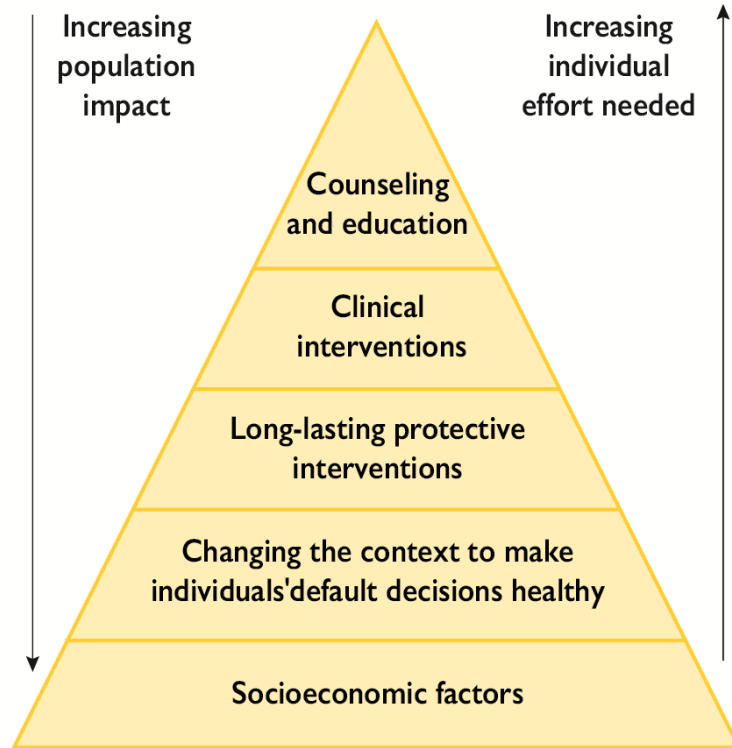 Increasing
population
impact
Increasing
individual
effort needed
Counseling
and education
Clinical
interventions
Long-lasting protective
interventions
Changing the context to make
individuals'default decisions healthy
Socioeconomic factors